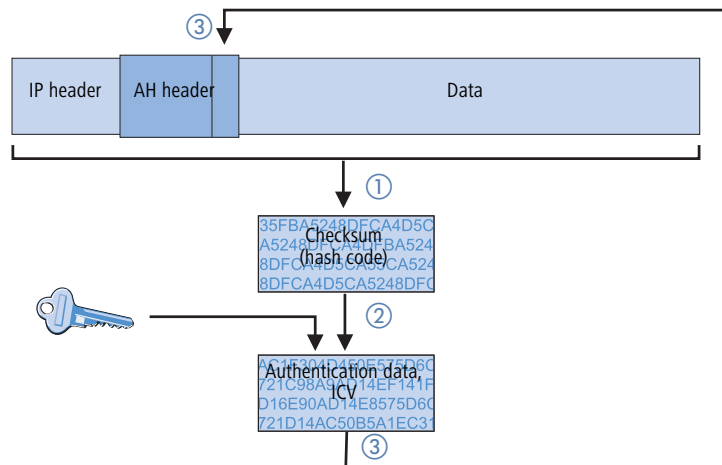 ③
IP header AH header Data
①
35FBA5248DFCA4D5C
Checksum
A5248DFCA4DFBA524
(hash code)
8DFCA4D5CA55CA524
8DFCA4D5CA5248DFC
②
AC1F304D450E575D6C
Authentication data,
721C98A9AD14EF141F
ICV
D16E90AD14E8575D6C
721D14AC50B5A1EC31
③